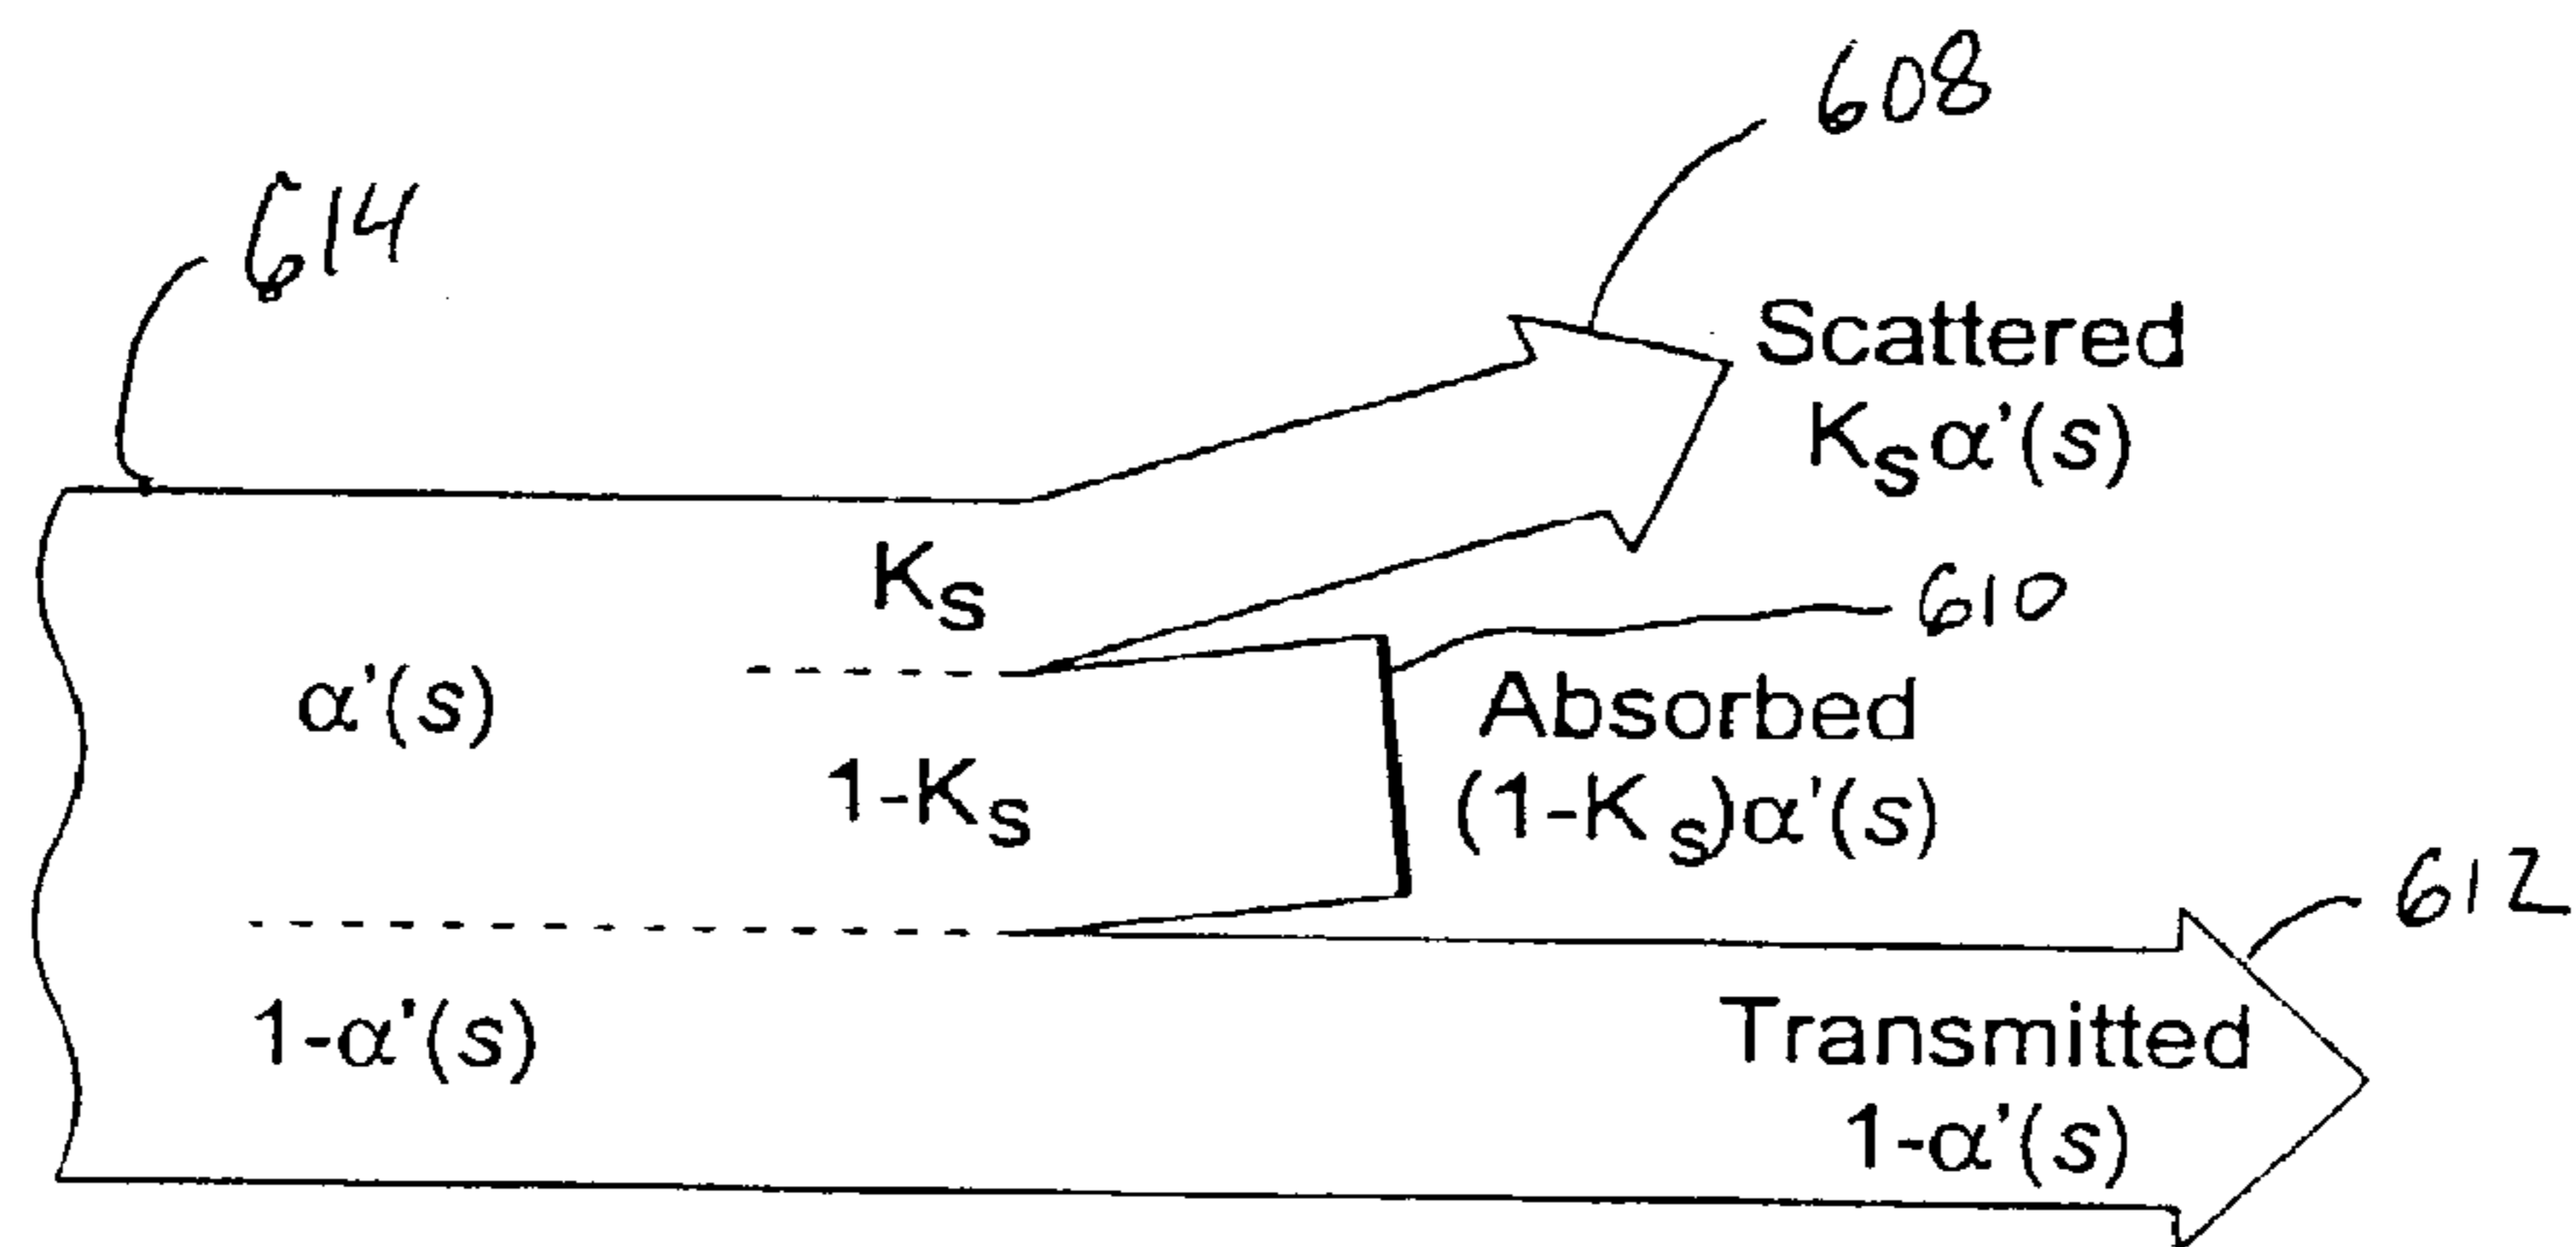 608
614
Scattered
Ksα'(s)
Ks
610
α'(s)
Absorbed
1-Ks
(1-Ks)α'(s)
612
1-α'(s)
Transmitted
1-α'(s)